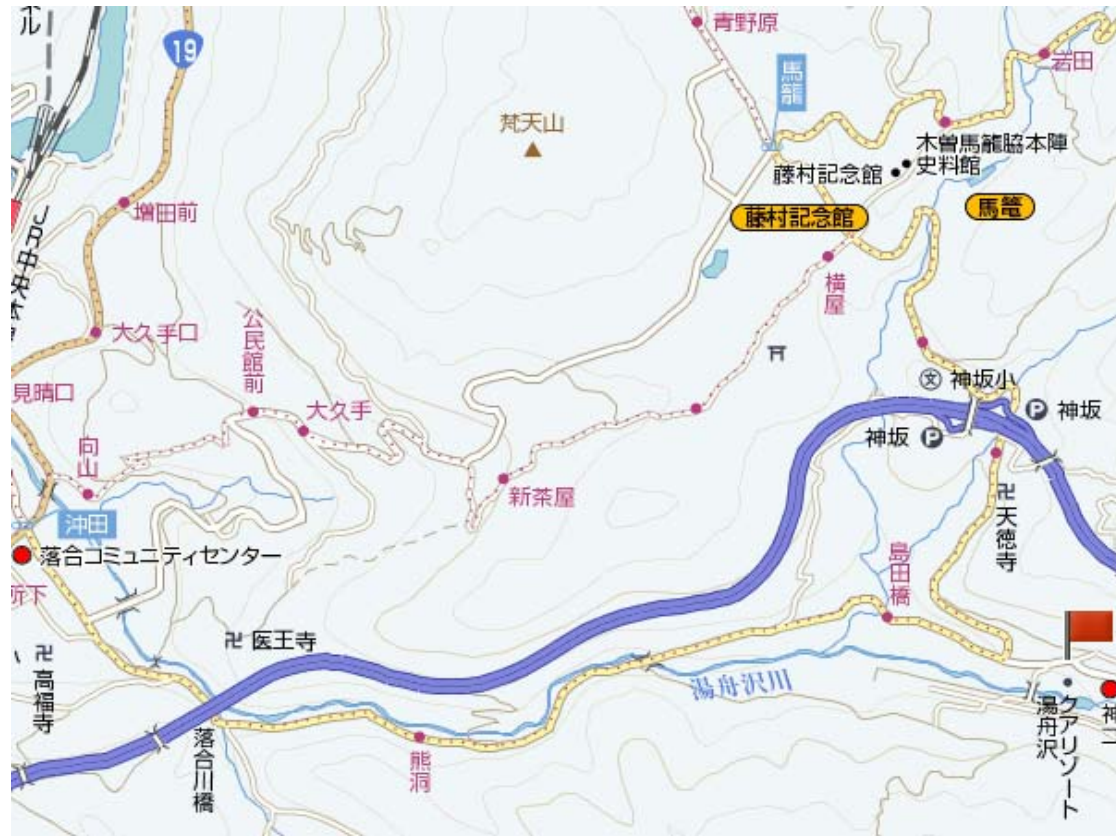 19
青野原
馬籠
岩田
梵天山
木曽馬籠脇本陣
史料館
藤村記念館
藤村記念館
馬篭
増田前
横屋
大久手口
公民館前
大久手
見晴口
向山
神坂小
神坂
P
神坂
P
新茶屋
沖田
天徳寺
落合コミュニティセンター
島田橋
医王寺
高福寺
湯舟沢川
クアリゾート
湯舟沢
落合川橋
熊洞